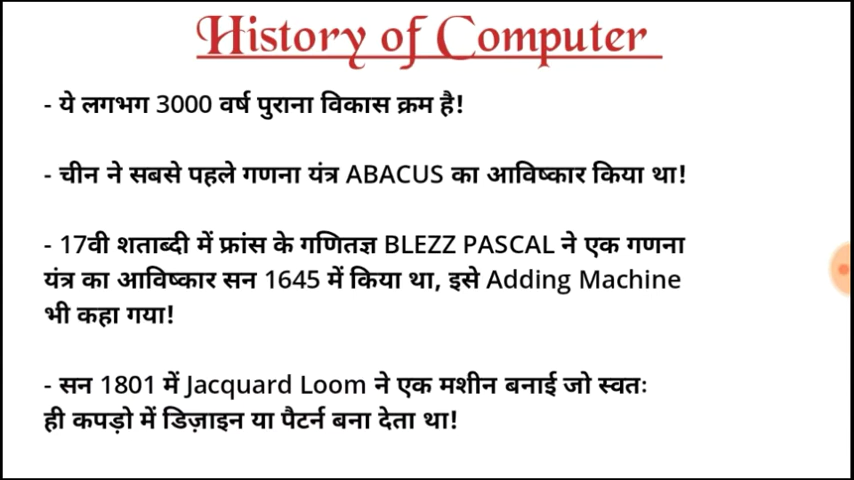 History of Computer
- ये लगभग 3000 वर्ष पुराना विकास क्रम है!
- चीन ने सबसे पहले गणना यंत्र ABACUS का आविष्कार किया था!
- 17वी शताब्दी में फ्रांस के गणितज्ञ BLEZZ PASCAL ने एक गणना
यंत्र का आविष्कार सन 1645 में किया था, इसे Adding Machine
भी कहा गया!
- सन 1801 में Jacquard Loom ने एक मशीन बनाई जो स्वतः
ही कपड़ो में डिज़ाइन या पैटर्न बना देता था!